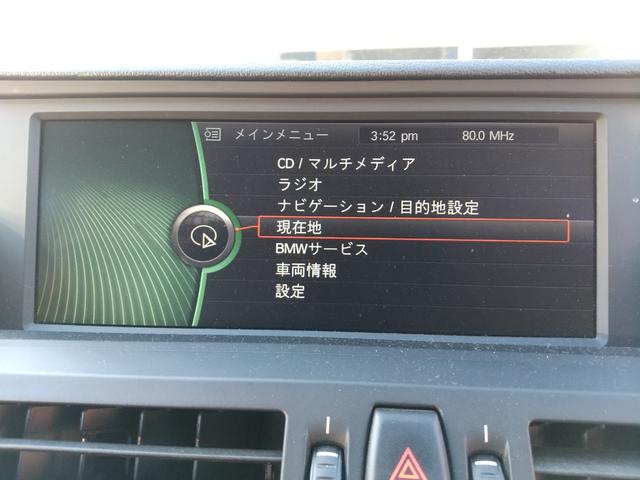 メインメニュー 3:52 pm 80.0 MHz
CD / マルチメディア
ラジオ
ナビゲーション / 目的地設定
現在地
BMWサービス
車両情報
設定